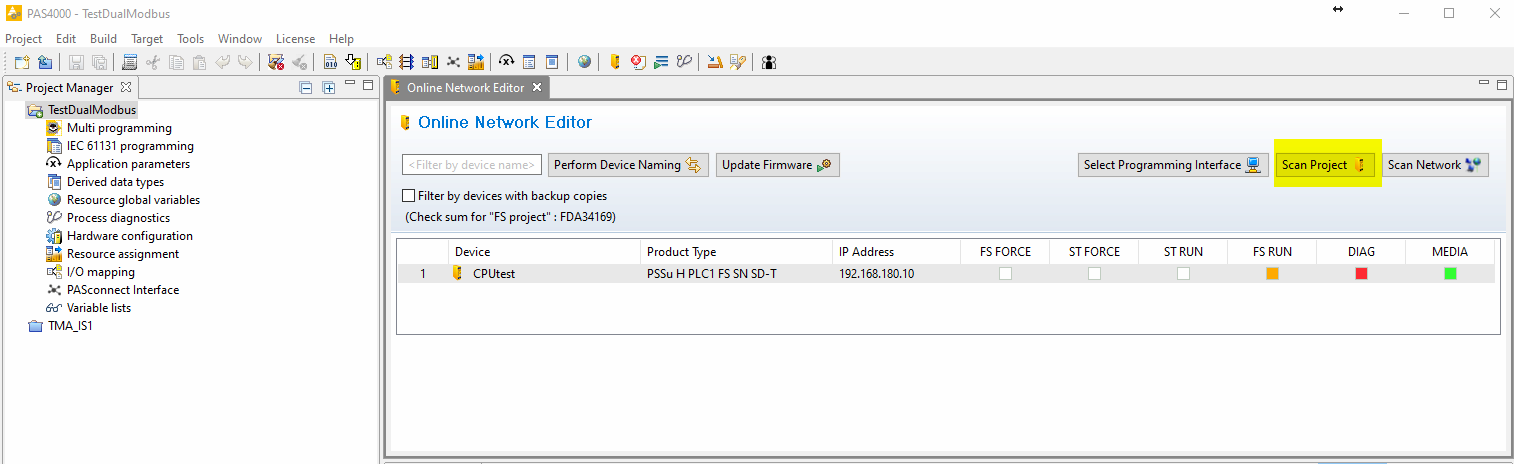 PAS4000 - TestDualModbus
Project Edit Build Target Tools Window License Help
Project Manager
TestDualModbus
Multi programming
IEC 61131 programming
Application parameters
Derived data types
Resource global variables
Process diagnostics
Hardware configuration
Resource assignment
I/O mapping
PASconnect Interface
Variable lists
TMA_IS1
Online Network Editor
Online Network Editor
<Filter by device name> Perform Device Naming Update Firmware Select Programming Interface Scan Project Scan Network
Filter by devices with backup copies
(Check sum for "FS project" : FDA34169)
Device Product Type IP Address FS FORCE ST FORCE ST RUN FS RUN DIAG MEDIA
1 CPUtest PSSu H PLC1 FS SN SD-T 192.168.180.10